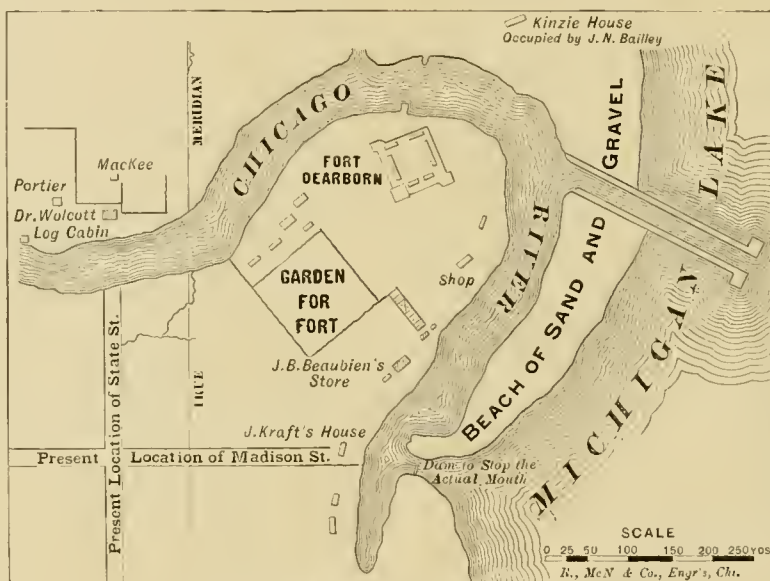 Kinzie House
Occupied by J.N. Bailley
CHICAGO
RIVER
LAKE
MICHIGAN
GRAVEL
BEACH OF SAND AND
MERIDIAN
TRUE
MacKee
Portier
Dr. Wolcott
Log Cabin
FORT
DEARBORN
GARDEN
FOR
FORT
Shop
J.B.Beaubien's
Store
J.Kraft's House
Present
Location of Madison St.
Present Location of State St.
Dam to Stop the
Actual Mouth
SCALE
0 25 50 100 150 200 250 YDS
R., McN & Co., Engr's, Chi.